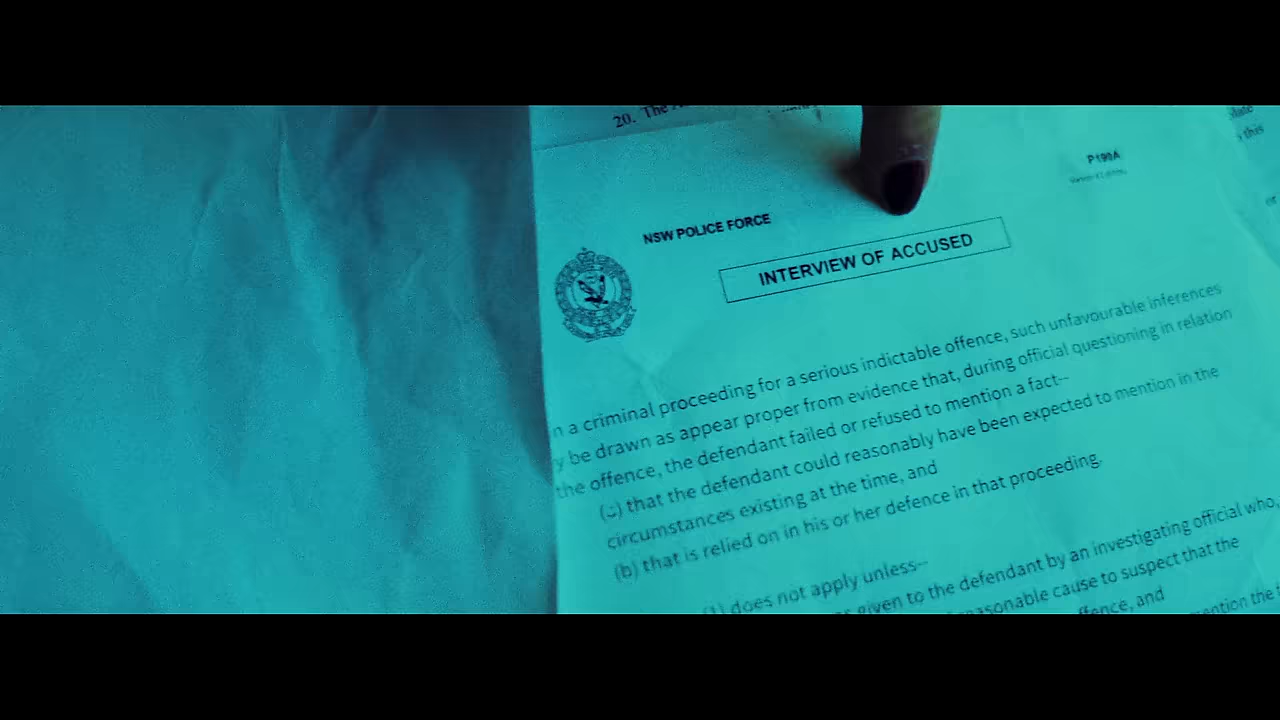 20. The
late
, this
P190A
NSW POLICE FORCE
INTERVIEW OF ACCUSED
n a criminal proceeding for a serious indictable offence, such unfavourable inferences
y be drawn as appear proper from evidence that, during official questioning in relation
the offence, the defendant failed or refused to mention a fact--
that the defendant could reasonably have been expected to mention in the
circumstances existing at the time, and
(b) that is relied on in his or her defence in that proceeding.
(1) does not apply unless--
given to the defendant by an investigating official who,
reasonable cause to suspect that the
ffence, and
mention the